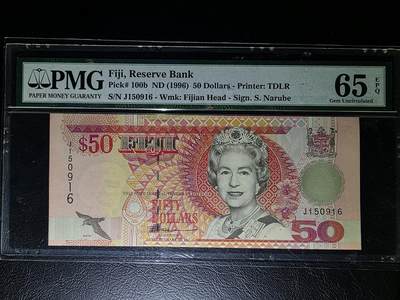 PMG
PAPER MONEY GUARANTY
Fiji, Reserve Bank
Pick# 100b ND (1996) 50 Dollars - Printer: TDLR
S/N J150916 - Wmk: Fijian Head - Sign. S. Narube
65 EPQ
Gem Uncirculated
$50 FIJI
J150916
FIFTY
DOLLARS
J150916
50